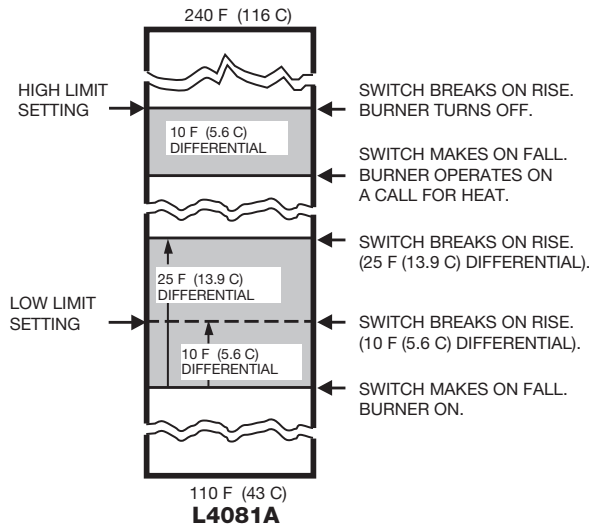 240 F (116 C)
HIGH LIMIT
SETTING
SWITCH BREAKS ON RISE.
BURNER TURNS OFF.
10 F (5.6 C)
DIFFERENTIAL
SWITCH MAKES ON FALL.
BURNER OPERATES ON
A CALL FOR HEAT.
SWITCH BREAKS ON RISE.
(25 F (13.9 C) DIFFERENTIAL).
25 F (13.9 C)
DIFFERENTIAL
LOW LIMIT
SETTING
SWITCH BREAKS ON RISE.
(10 F (5.6 C) DIFFERENTIAL).
10 F (5.6 C)
DIFFERENTIAL
SWITCH MAKES ON FALL.
BURNER ON.
110 F (43 C)
L4081A